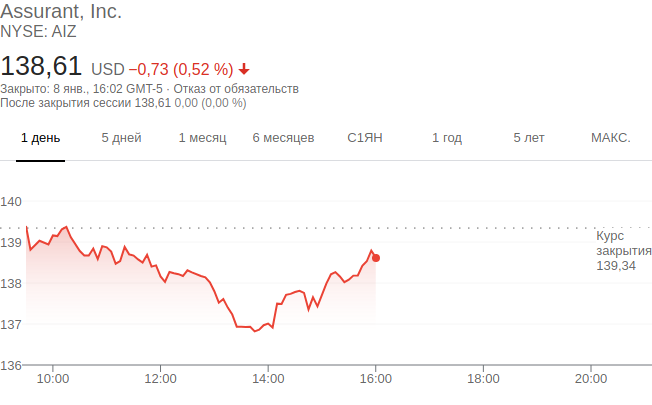 Assurant, Inc.
NYSE: AIZ
138,61 USD −0,73 (0,52 %)
Закрыто: 8 янв., 16:02 GMT-5 · Отказ от обязательств
После закрытия сессии 138,61 0,00 (0,00 %)
1 день 5 дней 1 месяц 6 месяцев С1ЯН 1 год 5 лет МАКС.
140
139
138
137
136
Курс
закрытия
139,34
10:00 12:00 14:00 16:00 18:00 20:00